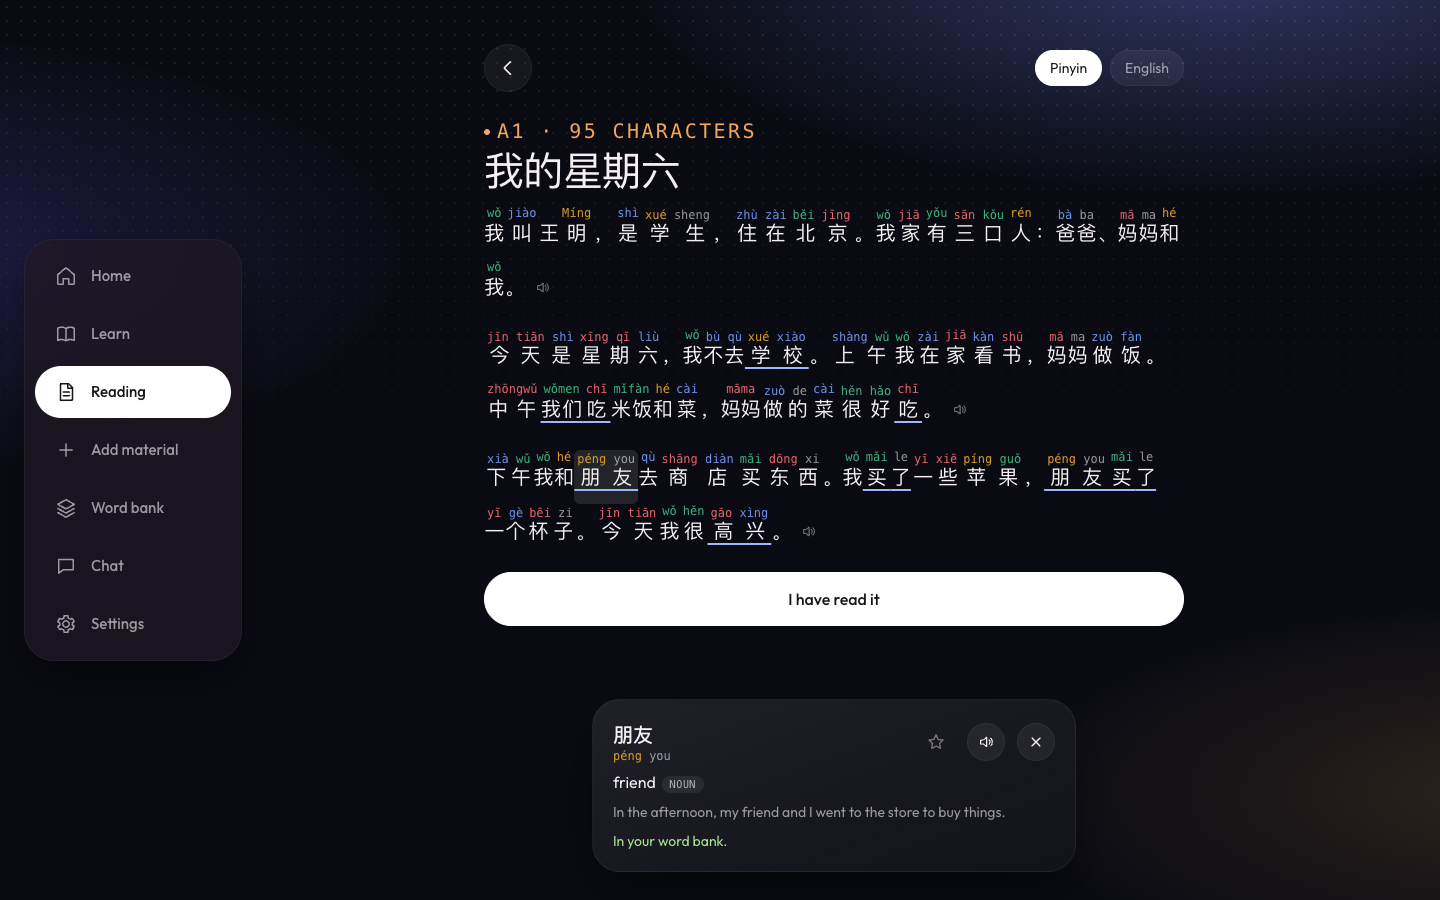 Pinyin
English
A1 · 95 CHARACTERS
我的星期六
wǒ jiào Míng shì xué sheng zhù zài běi jīng wǒ jiā yǒu sān kǒu rén bà ba mā ma hé
我叫王明，是学生，住在北京。我家有三口人：爸爸、妈妈和
wǒ
我。
jīn tiān shì xīng qī liù wǒ bù qù xué xiào shàng wǔ wǒ zài jiā kàn shū mā ma zuò fàn
今天是星期六，我不去学校。上午我在家看书，妈妈做饭。
zhōngwǔ wǒmen chī mǐfàn hé cài māma zuò de cài hěn hǎo chī
中午我们吃米饭和菜，妈妈做的菜很好吃。
xià wǔ wǒ hé péng you qù shāng diàn mǎi dōng xi wǒ mǎi le yī xiē píng guǒ péng you mǎi le
下午我和朋友去商店买东西。我买了一些苹果，朋友买了
yī gè bēi zi jīn tiān wǒ hěn gāo xìng
一个杯子。今天我很高兴。
I have read it
Home
Learn
Reading
Add material
Word bank
Chat
Settings
朋友
péng you
friend NOUN
In the afternoon, my friend and I went to the store to buy things.
In your word bank.